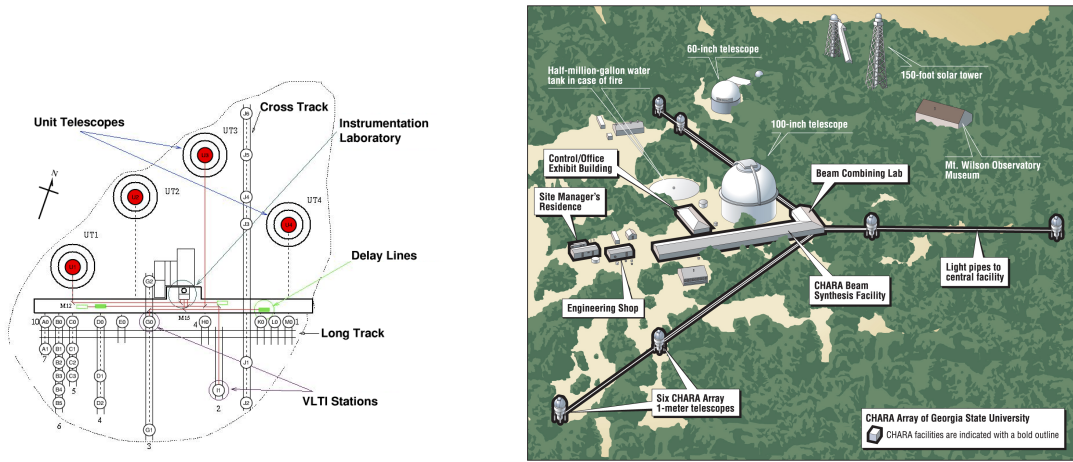 Cross Track
Unit Telescopes
UT3
Instrumentation
Laboratory
N
UT2
UT4
UT1
Delay Lines
M12
M15
J6
J5
J4
J3
G2
10
A0
B0
C0
D0
E0
G0
4
H0
K0
L0
M0
1
Long Track
A1
B1
C1
7
B2
C2
B3
C3
D1
J1
5
B4
I1
VLTI Stations
B5
D2
J2
2
6
4
G1
3
60-inch telescope
Half-million-gallon water
tank in case of fire
150-foot solar tower
100-inch telescope
Control/Office
Exhibit Building
Beam Combining Lab
Mt. Wilson Observatory
Museum
Site Manager's
Residence
Light pipes to
central facility
CHARA Beam
Synthesis Facility
Engineering Shop
Six CHARA Array
1-meter telescopes
CHARA Array of Georgia State University
CHARA facilities are indicated with a bold outline